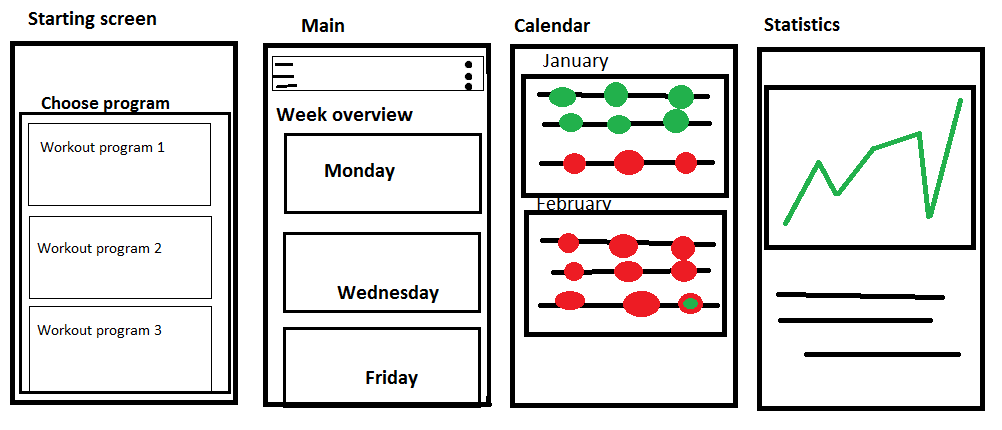 Starting screen
Choose program
Workout program 1
Workout program 2
Workout program 3
Main
Week overview
Monday
Wednesday
Friday
Calendar
January
February
Statistics